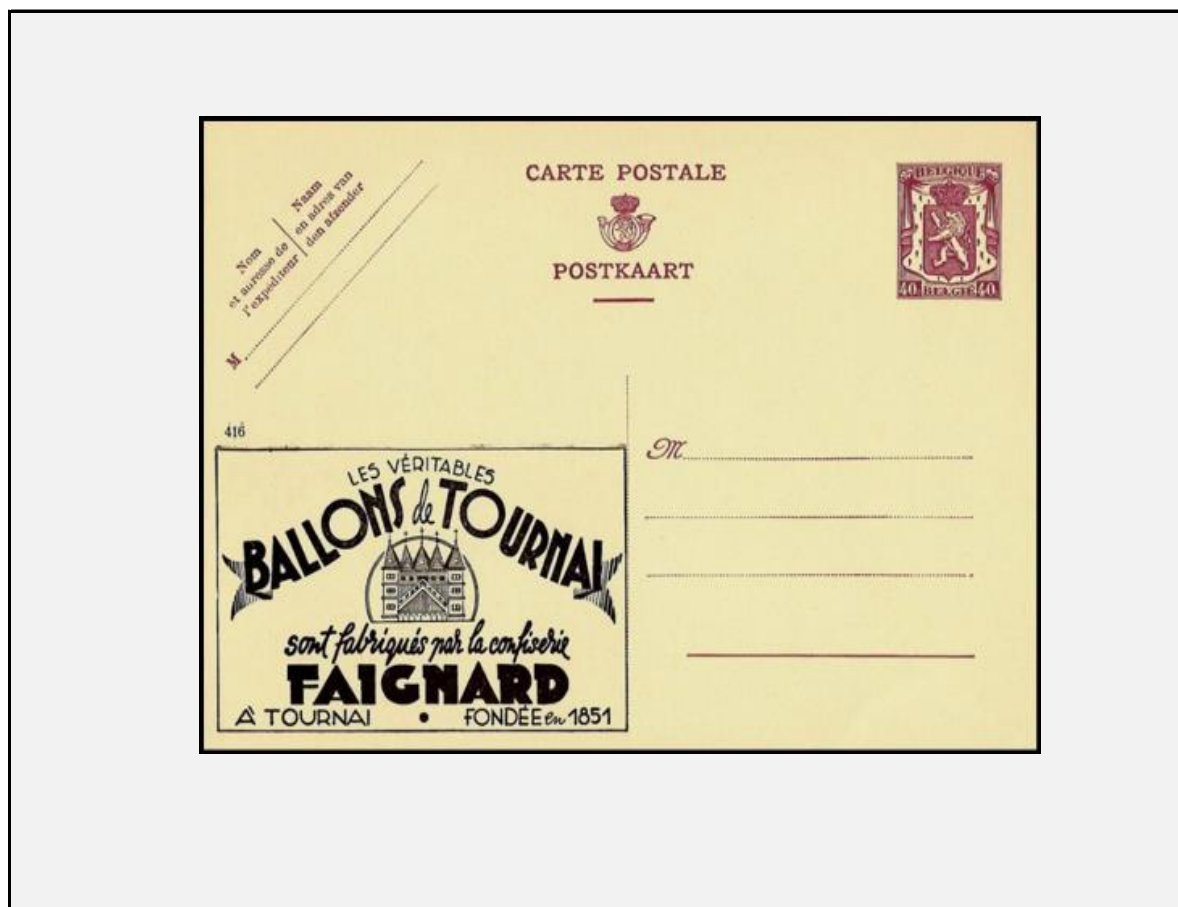 CARTE POSTALE
POSTKAART
BELGIQUE
40 BELGIË 40
Nom
et adresse de
l'expéditeur
Naam
en adres van
den afzender
M
416
LES VÉRITABLES
BALLONS de TOURNAI
sont fabriqués par la confiserie
FAIGNARD
À TOURNAI • FONDÉE en 1851
M